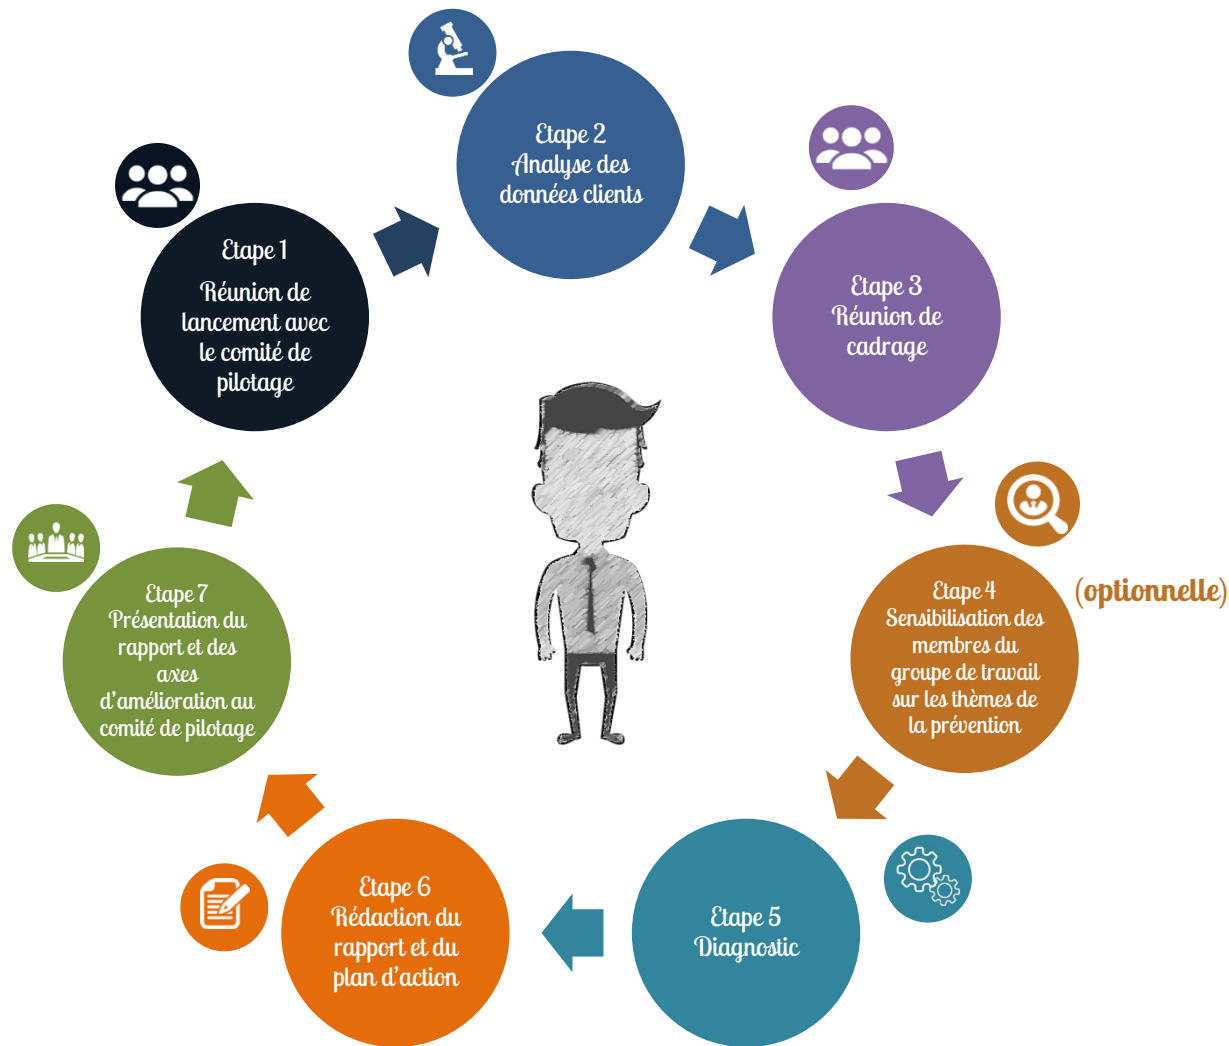 Etape 1
Réunion de
lancement avec
le comité de
pilotage
Etape 2
Analyse des
données clients
Etape 3
Réunion de
cadrage
Etape 4
Sensibilisation des
membres du
groupe de travail
sur les thèmes de
la prévention
(optionnelle)
Etape 5
Diagnostic
Etape 6
Rédaction du
rapport et du
plan d'action
Etape 7
Présentation du
rapport et des
axes
d'amélioration au
comité de pilotage